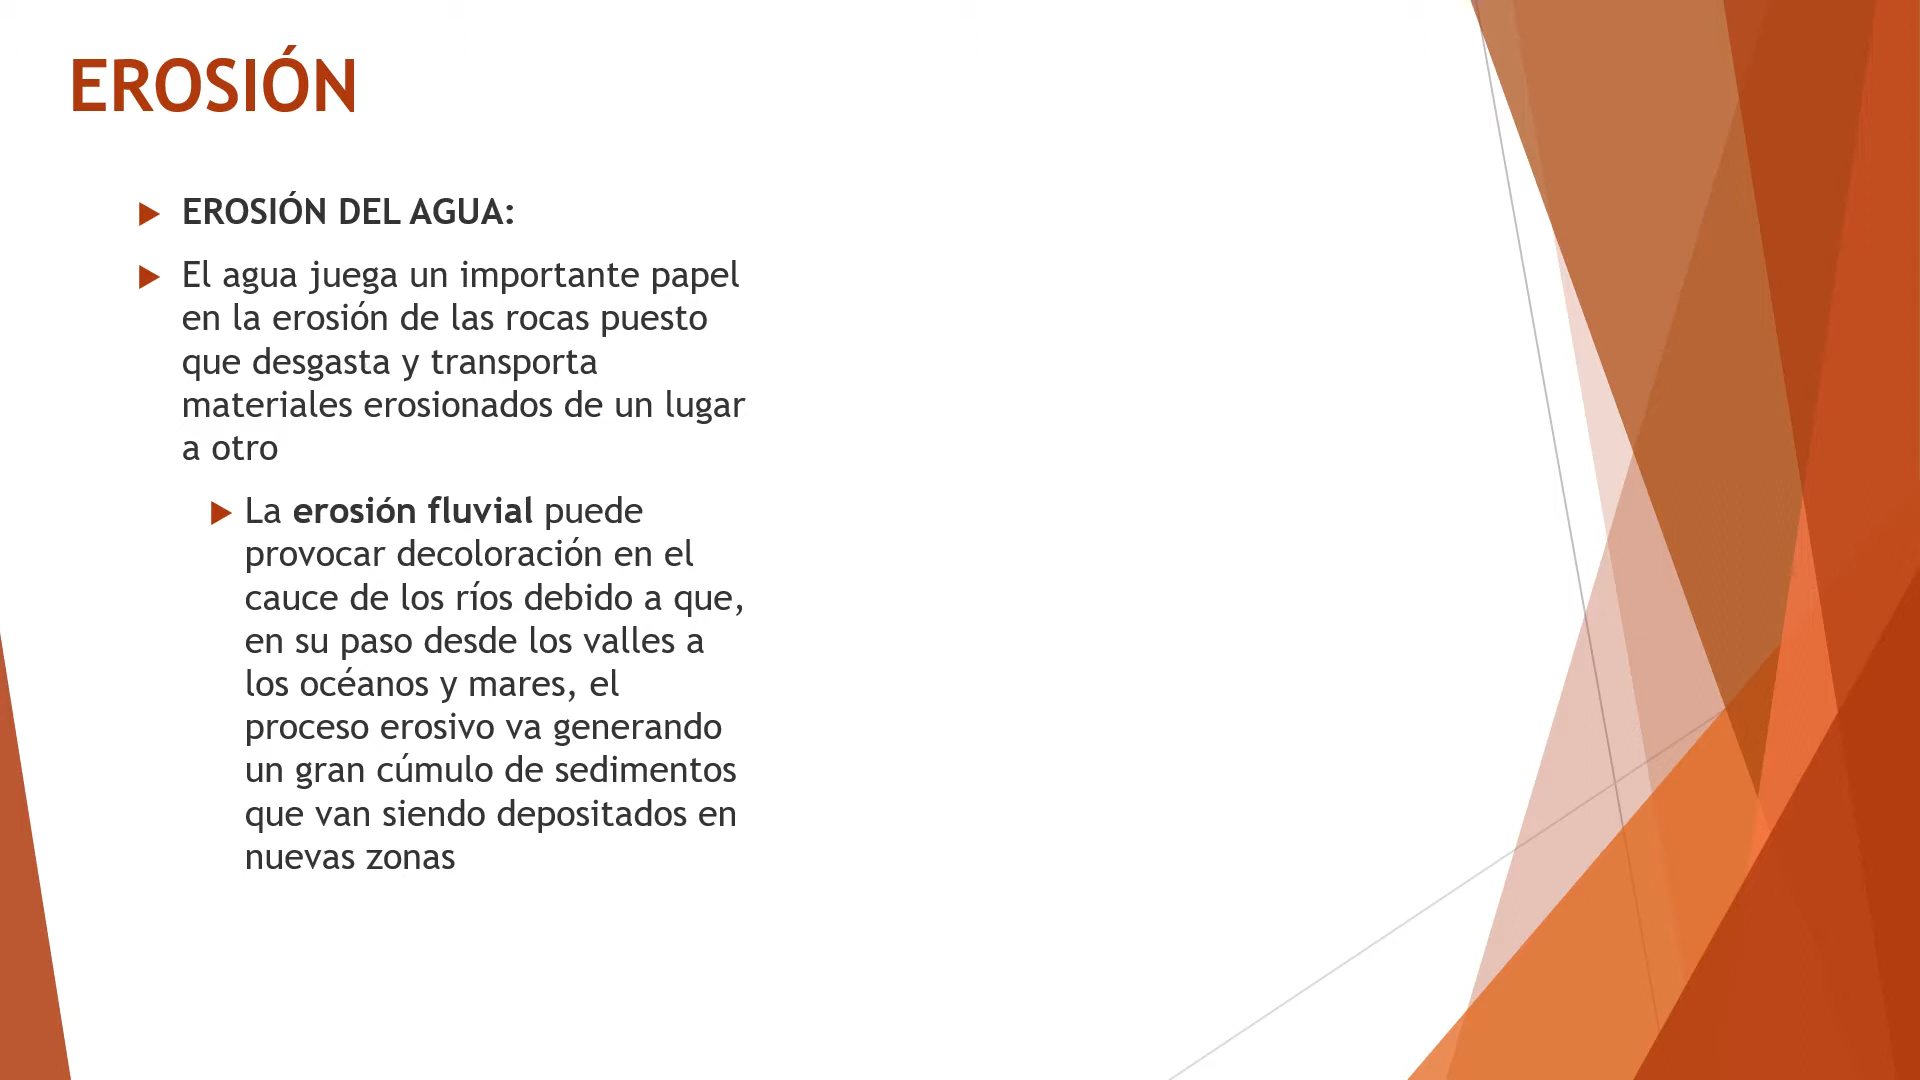 EROSIÓN
EROSIÓN DEL AGUA:
El agua juega un importante papel
en la erosión de las rocas puesto
que desgasta y transporta
materiales erosionados de un lugar
a otro
La erosión fluvial puede
provocar decoloración en el
cauce de los ríos debido a que,
en su paso desde los valles a
los océanos y mares, el
proceso erosivo va generando
un gran cúmulo de sedimentos
que van siendo depositados en
nuevas zonas